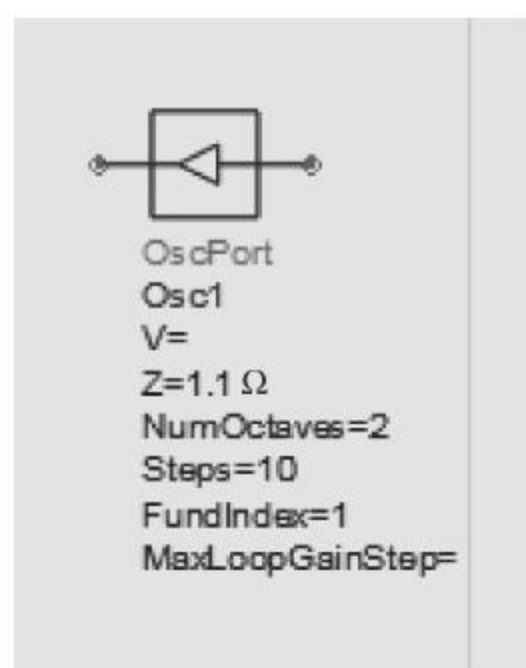 OscPort
Osc1
V=
Z=1.1 Ω
NumOctaves=2
Steps=10
FundIndex=1
MaxLoopGainStep=